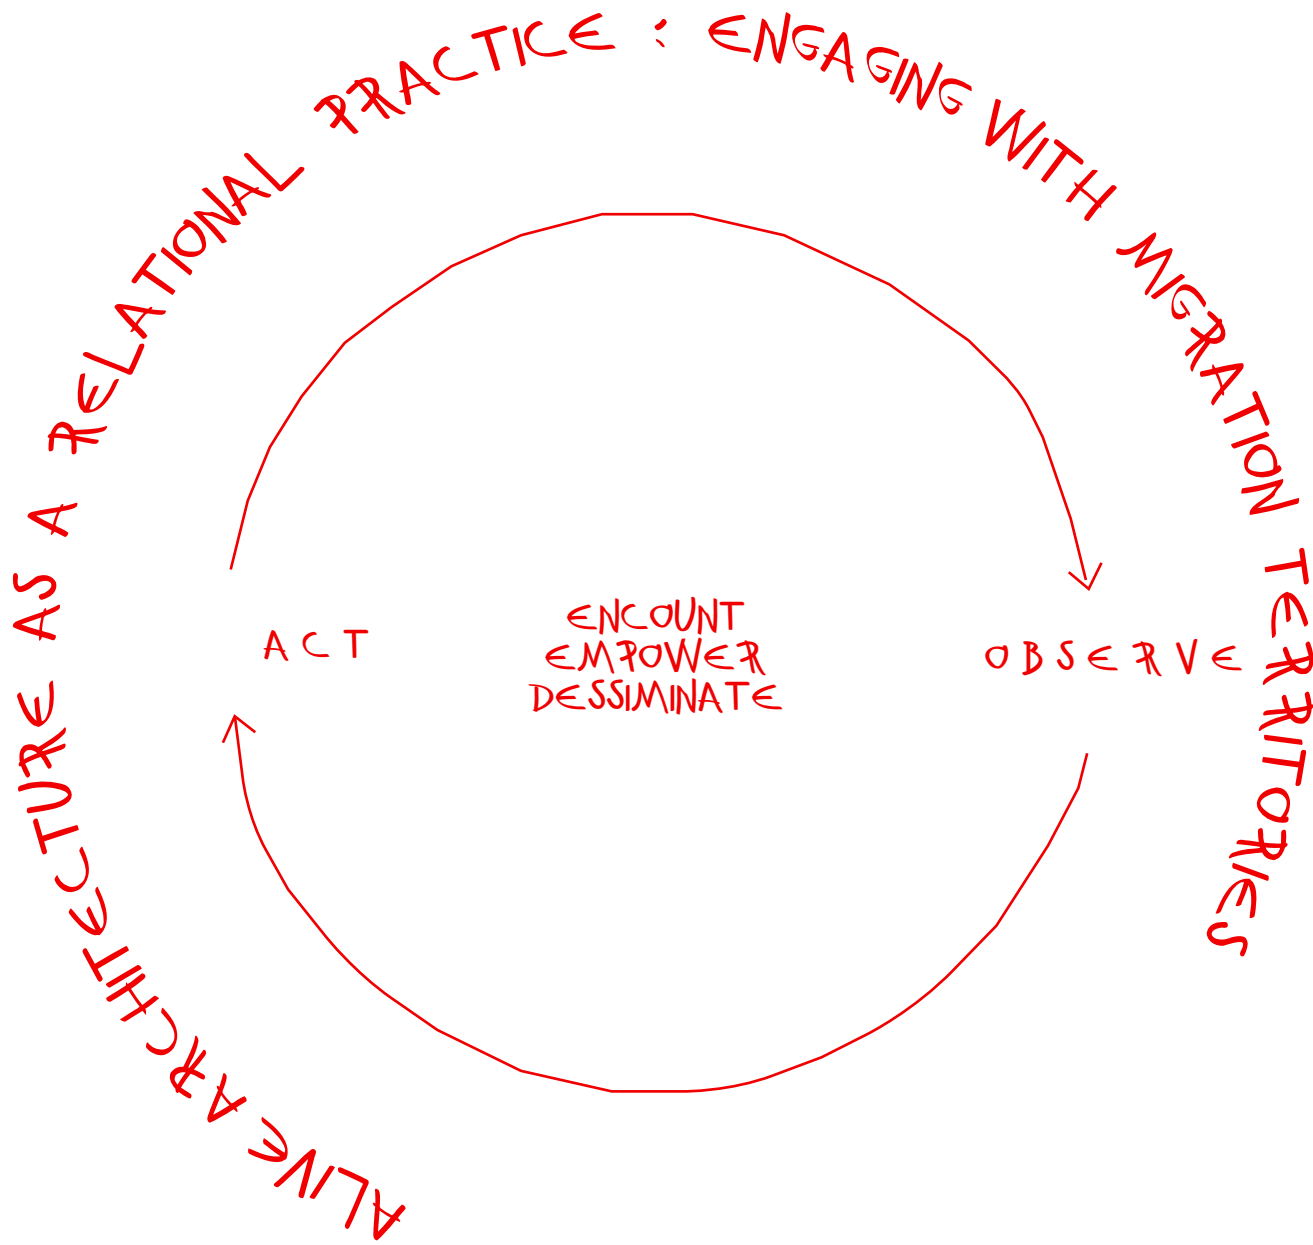 ALIVE ARCHITECTURE AS A RELATIONAL PRACTICE : ENGAGING WITH MIGRATION TERRITORIES
ACT
ENCOUNT
EMPOWER
DESSIMINATE
OBSERVE